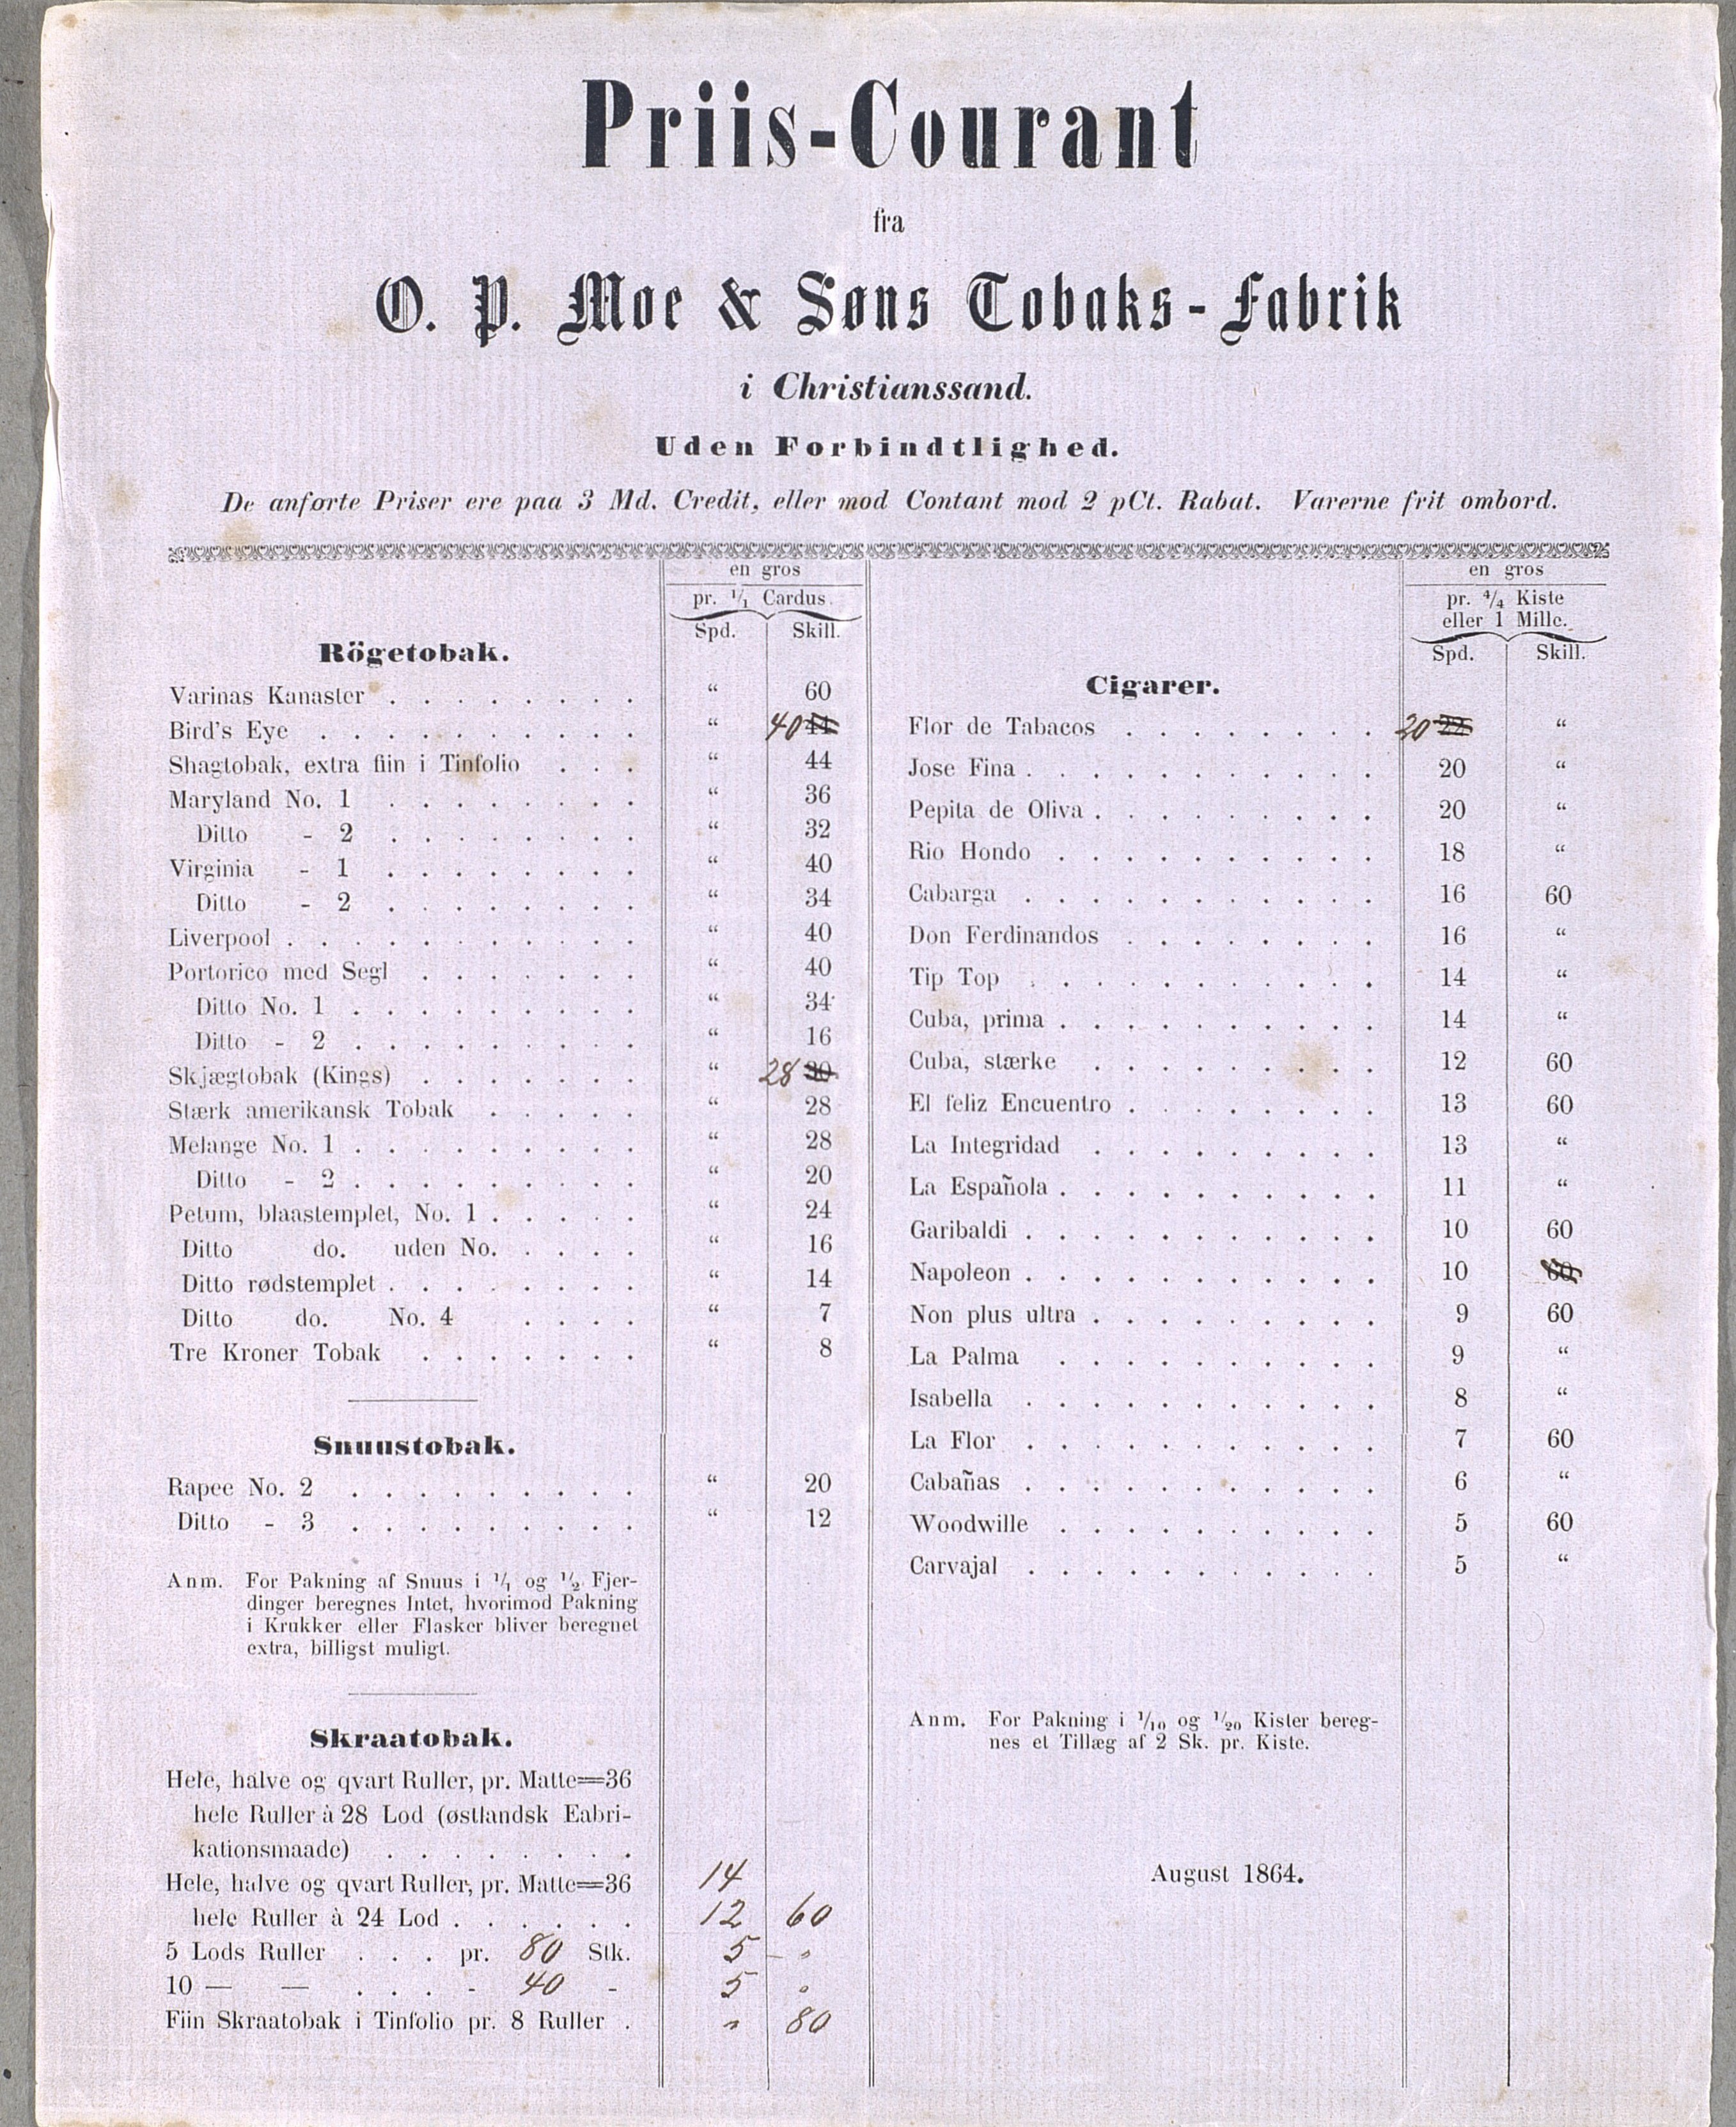 Priis-Courant
fra
O. P. Moe & Søns Tobaks-Fabrik
i Christianssand.
Uden Forbindtlighed.
De anførte Priser ere paa 3 Md. Credit, eller mod Contant mod 2 pCt. Rabat. Varerne frit ombord.
en gros
pr. 1/1 Cardus.
Spd. Skill.
Rögetobak.
Varinas Kanaster . . . . . . . . “ 60
Bird's Eye . . . . . . . . . . “ 40 44
Shagtobak, extra fiin i Tinfolio . . . “ 44
Maryland No. 1 . . . . . . . . “ 36
Ditto - 2 . . . . . . . . “ 32
Virginia - 1 . . . . . . . . “ 40
Ditto - 2 . . . . . . . . “ 34
Liverpool . . . . . . . . . . . “ 40
Portorico med Segl . . . . . . . “ 40
Ditto No. 1 . . . . . . . . . “ 34
Ditto - 2 . . . . . . . . . “ 16
Skjægtobak (Kings) . . . . . . . “ 28 30
Stærk amerikansk Tobak . . . . . “ 28
Melange No. 1 . . . . . . . . . “ 28
Ditto - 2 . . . . . . . . . “ 20
Petum, blaastemplet, No. 1 . . . . . “ 24
Ditto do. uden No. . . . . “ 16
Ditto rødstemplet . . . . . . . . “ 14
Ditto do. No. 4 . . . . “ 7
Tre Kroner Tobak . . . . . . . “ 8
Snuustobak.
Rapee No. 2 . . . . . . . . . “ 20
Ditto - 3 . . . . . . . . . “ 12
Anm. For Pakning af Snuus i 1/1 og 1/2 Fjer-
dinger beregnes Intet, hvorimod Pakning
i Krukker eller Flasker bliver beregnet
extra, billigst muligt.
Skraatobak.
Hele, halve og qvart Ruller, pr. Matte=36
hele Ruller à 28 Lod (østlandsk Eabri-
kationsmaade) . . . . . . . .
Hele, halve og qvart Ruller, pr. Matte=36 14
hele Ruller à 24 Lod . . . . . . 12 60
5 Lods Ruller . . . pr. 80 Stk. 5 - "
10 — — . . . - 40 - 5 "
Fiin Skraatobak i Tinfolio pr. 8 Ruller . " 80
en gros
pr. 4/4 Kiste
eller 1 Mille.
Spd. Skill.
Cigarer.
Flor de Tabacos . . . . . . . . 20 22 “
Jose Fina . . . . . . . . . . . 20 “
Pepita de Oliva . . . . . . . . . 20 “
Rio Hondo . . . . . . . . . . 18 “
Cabarga . . . . . . . . . . . 16 60
Don Ferdinandos . . . . . . . . 16 “
Tip Top . . . . . . . . . . . 14 “
Cuba, prima . . . . . . . . . . 14 “
Cuba, stærke . . . . . . . . . 12 60
El feliz Encuentro . . . . . . . . 13 60
La Integridad . . . . . . . . . 13 “
La Española . . . . . . . . . . 11 “
Garibaldi . . . . . . . . . . . 10 60
Napoleon . . . . . . . . . . . 10 60
Non plus ultra . . . . . . . . . 9 60
La Palma . . . . . . . . . . 9 “
Isabella . . . . . . . . . . . 8 “
La Flor . . . . . . . . . . . 7 60
Cabañas . . . . . . . . . . . 6 “
Woodwille . . . . . . . . . . 5 60
Carvajal . . . . . . . . . . . 5 “
Anm. For Pakning i 1/10 og 1/20 Kister bereg-
nes et Tillæg af 2 Sk. pr. Kiste.
August 1864.